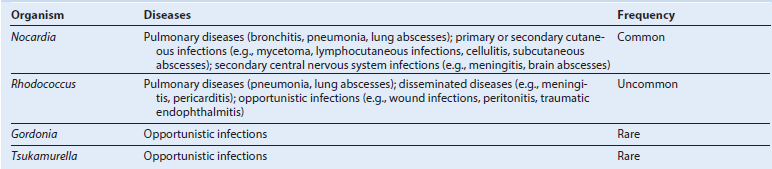 Organism Diseases Frequency
Nocardia Pulmonary diseases (bronchitis, pneumonia, lung abscesses); primary or secondary cutane- Common
ous infections (e.g., mycetoma, lymphocutaneous infections, cellulitis, subcutaneous
abscesses); secondary central nervous system infections (e.g., meningitis, brain abscesses)
Rhodococcus Pulmonary diseases (pneumonia, lung abscesses); disseminated diseases (e.g., meningi- Uncommon
tis, pericarditis); opportunistic infections (e.g., wound infections, peritonitis, traumatic
endophthalmitis)
Gordonia Opportunistic infections Rare
Tsukamurella Opportunistic infections Rare